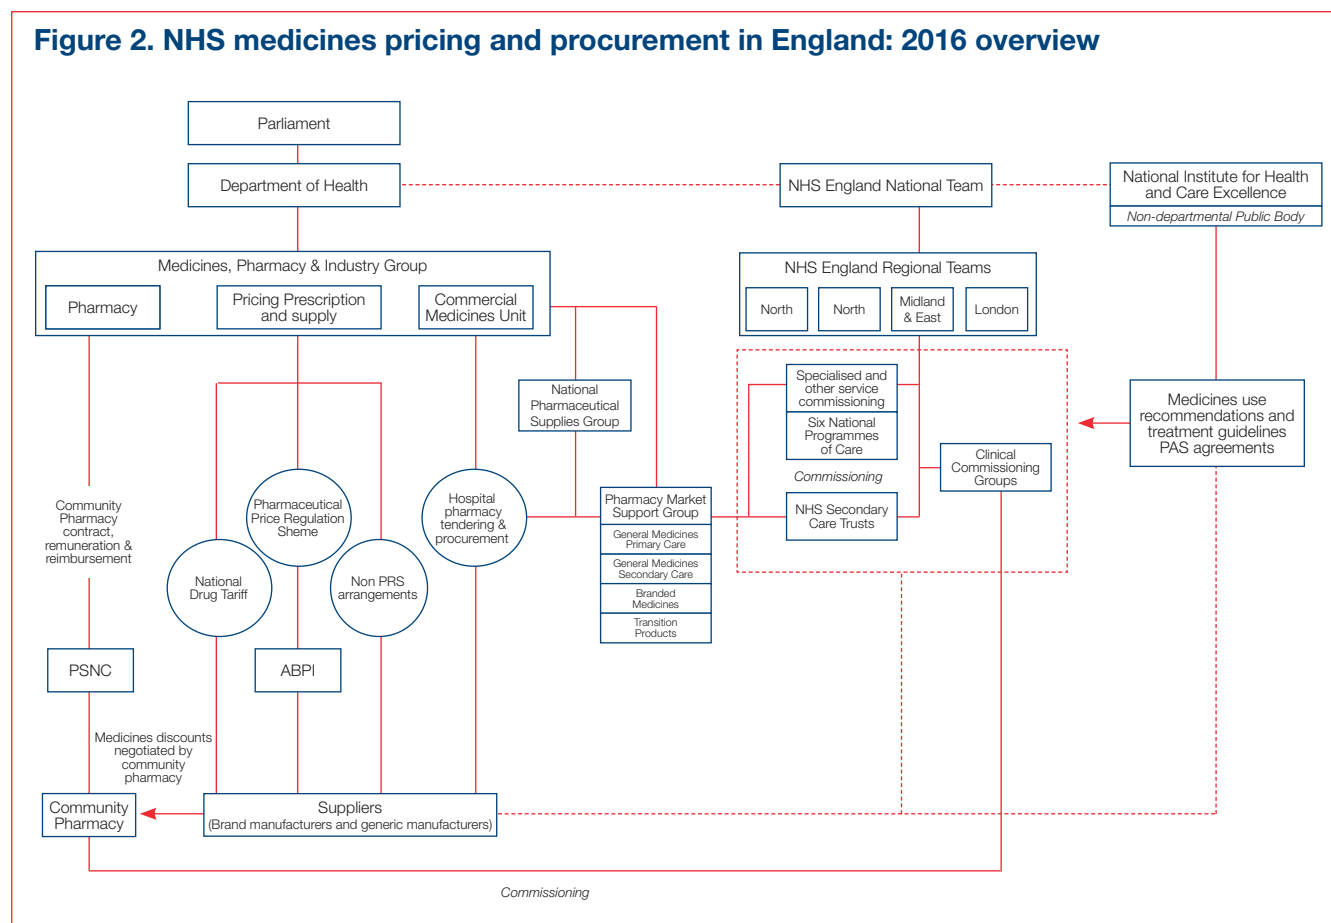 Figure 2. NHS medicines pricing and procurement in England: 2016 overview
Parliament
Department of Health
NHS England National Team
National Institute for Health
and Care Excellence
Non-departmental Public Body
Medicines, Pharmacy & Industry Group
Pharmacy
Pricing Prescription
and supply
Commercial
Medicines Unit
NHS England Regional Teams
North
North
Midland
& East
London
National
Pharmaceutical
Supplies Group
Specialised and
other service
commissioning
Six National
Programmes
of Care
Commissioning
NHS Secondary
Care Trusts
Clinical
Commissioning
Groups
Medicines use
recommendations and
treatment guidelines
PAS agreements
Community
Pharmacy
contract,
remuneration &
reimbursement
Pharmaceutical
Price Regulation
Sheme
National
Drug Tariff
Non PRS
arrangements
Hospital
pharmacy
tendering &
procurement
Pharmacy Market
Support Group
General Medicines
Primary Care
General Medicines
Secondary Care
Branded
Medicines
Transition
Products
PSNC
ABPI
Medicines discounts
negotiated by
community
pharmacy
Community
Pharmacy
Suppliers
(Brand manufacturers and generic manufacturers)
Commissioning